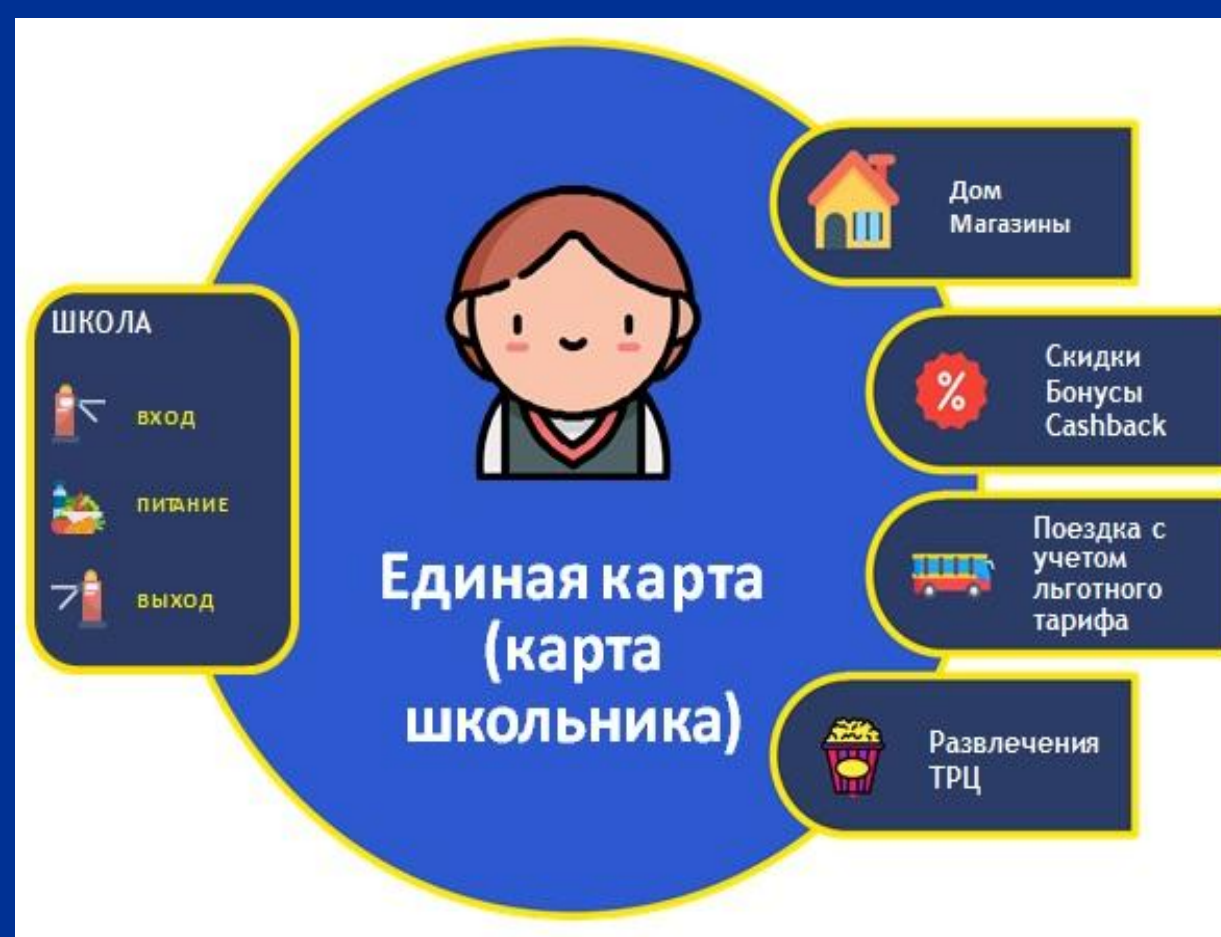 ШКОЛА
ВХОД
ПИТАНИЕ
ВЫХОД
Единая карта
(карта
школьника)
Дом
Магазины
%
Скидки
Бонусы
Cashback
Поездка с
учетом
льготного
тарифа
Развлечения
ТРЦ